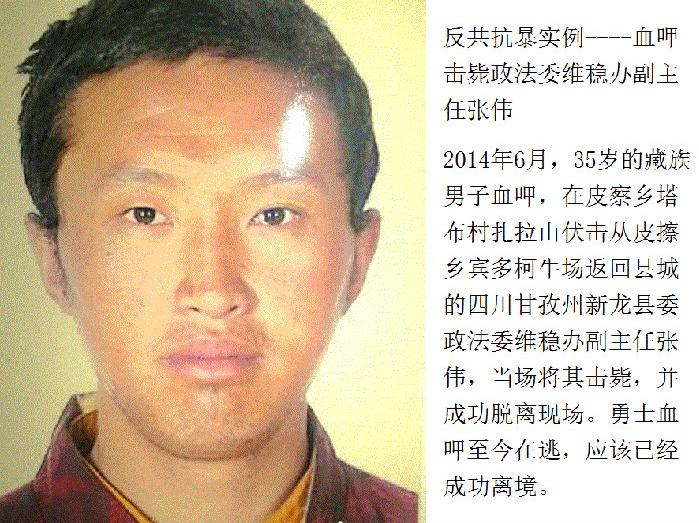 反共抗暴实例----血呷
击毙政法委维稳办副主
任张伟
2014年6月，35岁的藏族
男子血呷，在皮察乡塔
布村扎拉山伏击从皮擦
乡宾多柯牛场返回县城
的四川甘孜州新龙县委
政法委维稳办副主任张
伟，当场将其击毙，并
成功脱离现场。勇士血
呷至今在逃，应该已经
成功离境。